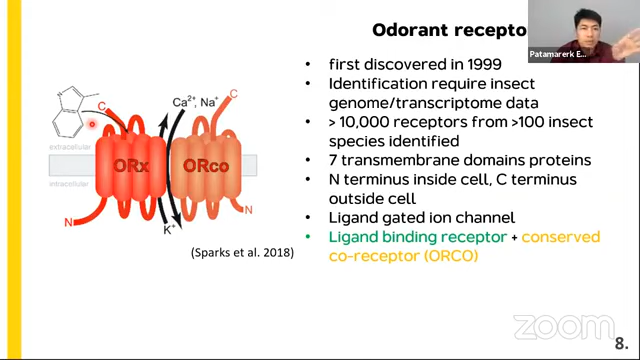 Odorant recepto
Patamarerk E...
• first discovered in 1999
• Identification require insect
genome/transcriptome data
• > 10,000 receptors from >100 insect
species identified
• 7 transmembrane domains proteins
• N terminus inside cell, C terminus
outside cell
• Ligand gated ion channel
• Ligand binding receptor + conserved
co-receptor (ORCO)
N
C
Ca²⁺, Na⁺
C
extracellular
ORx
ORco
intracellular
N
K⁺
N
(Sparks et al. 2018)
zoom
8.